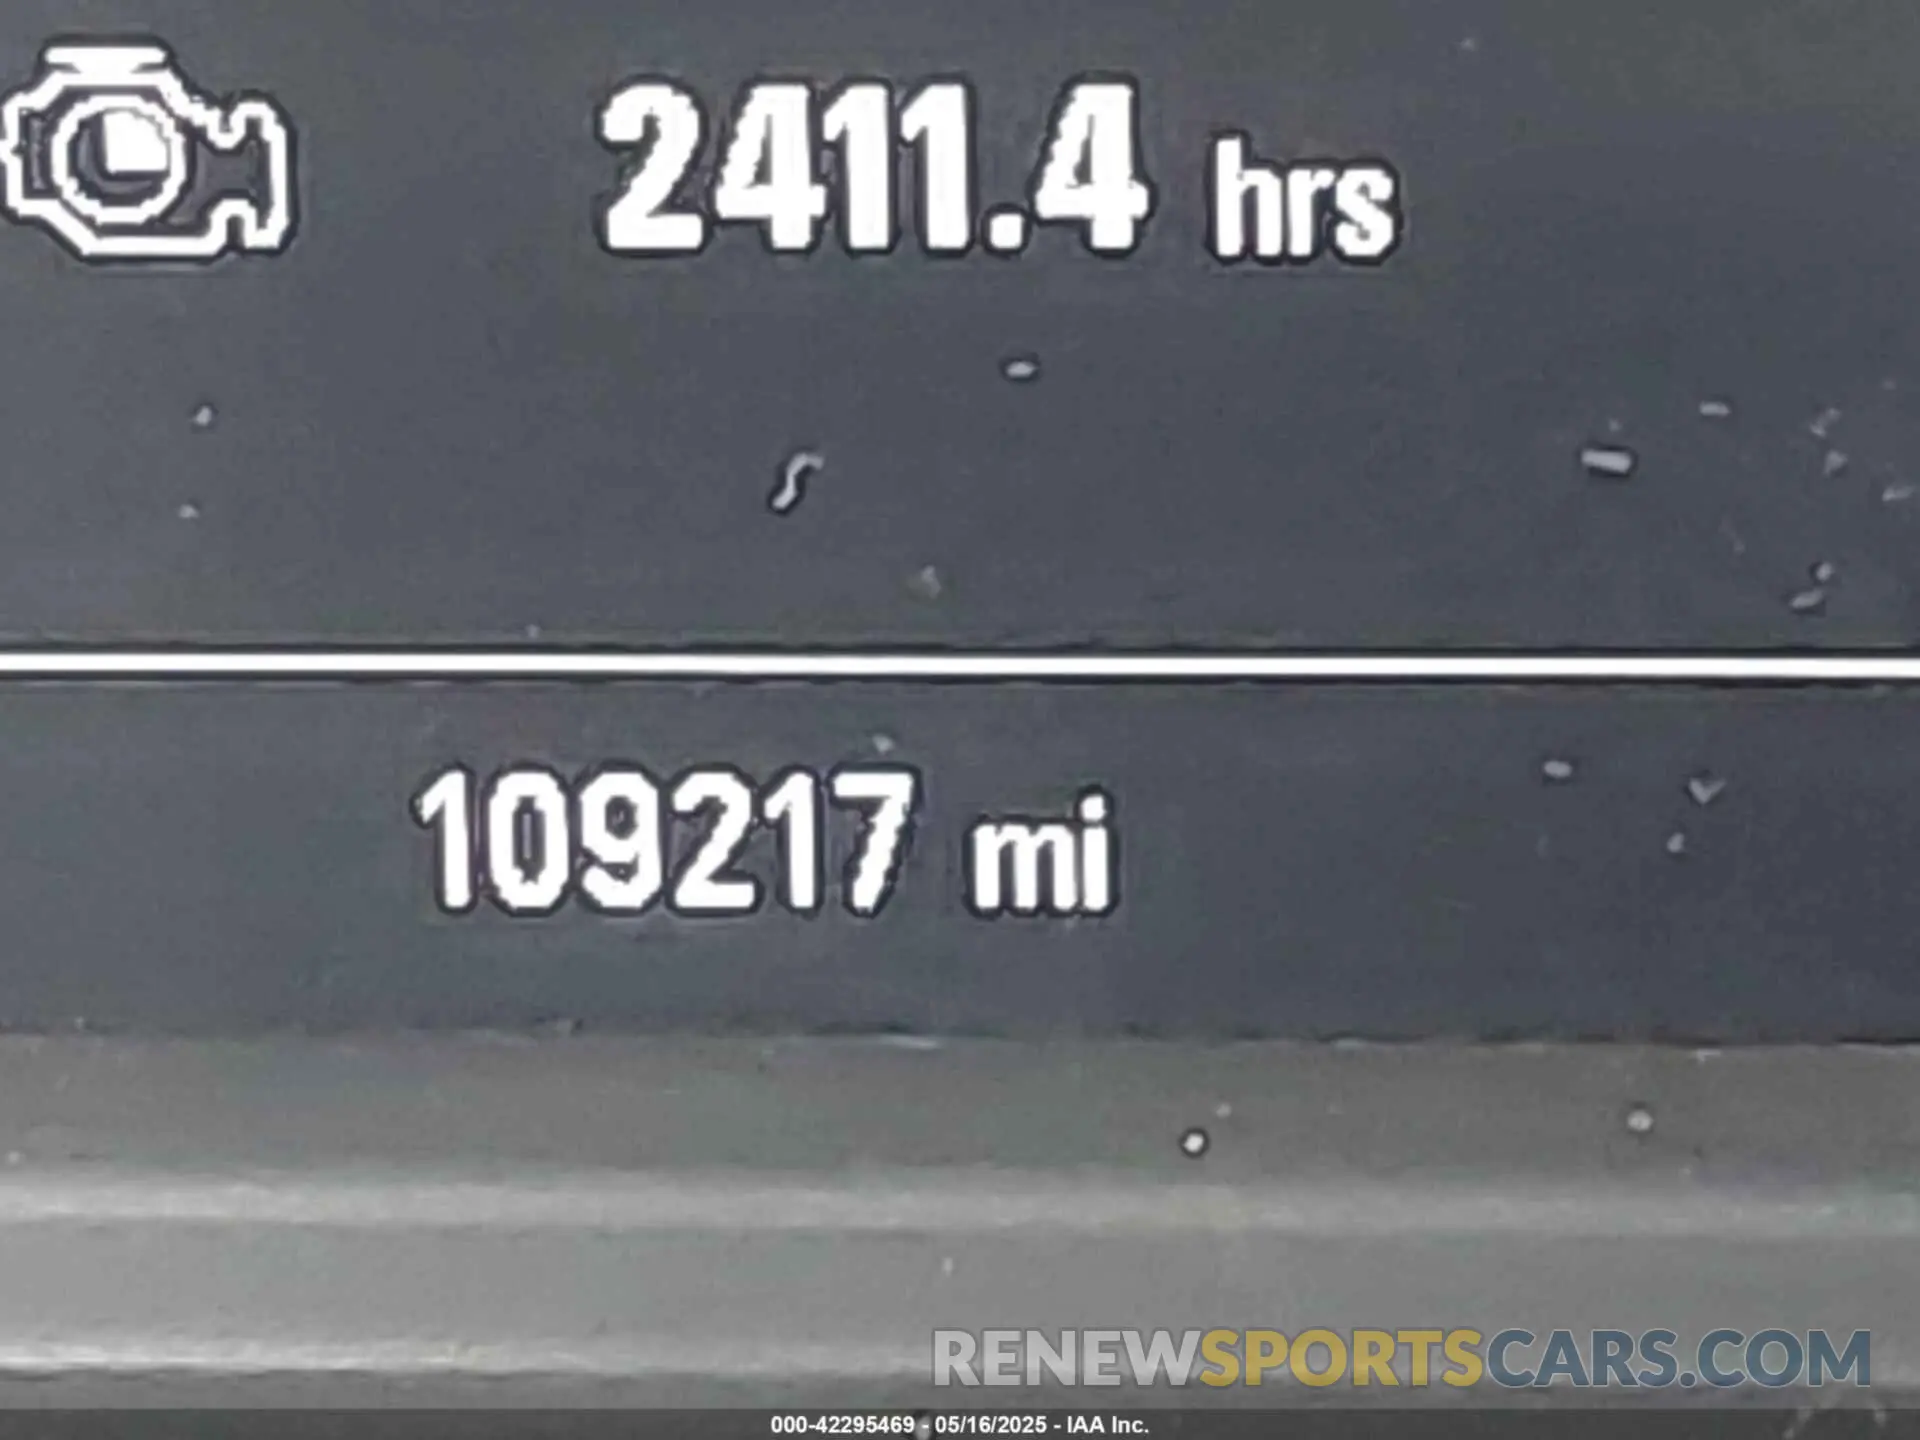 2411.4 hrs
109217 mi
RENEWSPORTSCARS.COM
000-42295469 - 05/16/2025 - IAA Inc.